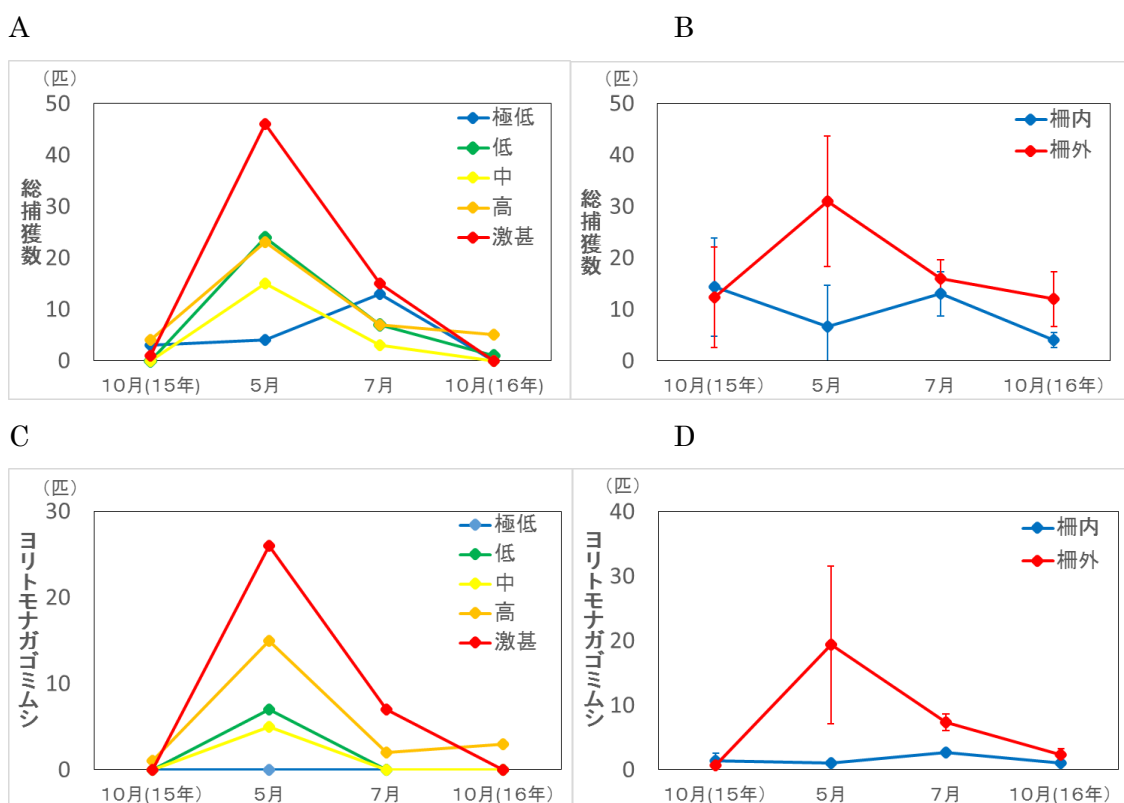 A
B
（匹）
50
40
30
20
10
0
総捕獲数
極低
低
中
高
激甚
10月(15年)
5月
7月
10月(16年)
（匹）
50
40
30
20
10
0
総捕獲数
柵内
柵外
10月(15年）
5月
7月
10月(16年）
C
D
（匹）
30
20
10
0
ヨリトモナガゴミムシ
極低
低
中
高
激甚
10月(15年)
5月
7月
10月(16年)
（匹）
40
30
20
10
0
ヨリトモナガゴミムシ
柵内
柵外
10月(15年）
5月
7月
10月(16年）